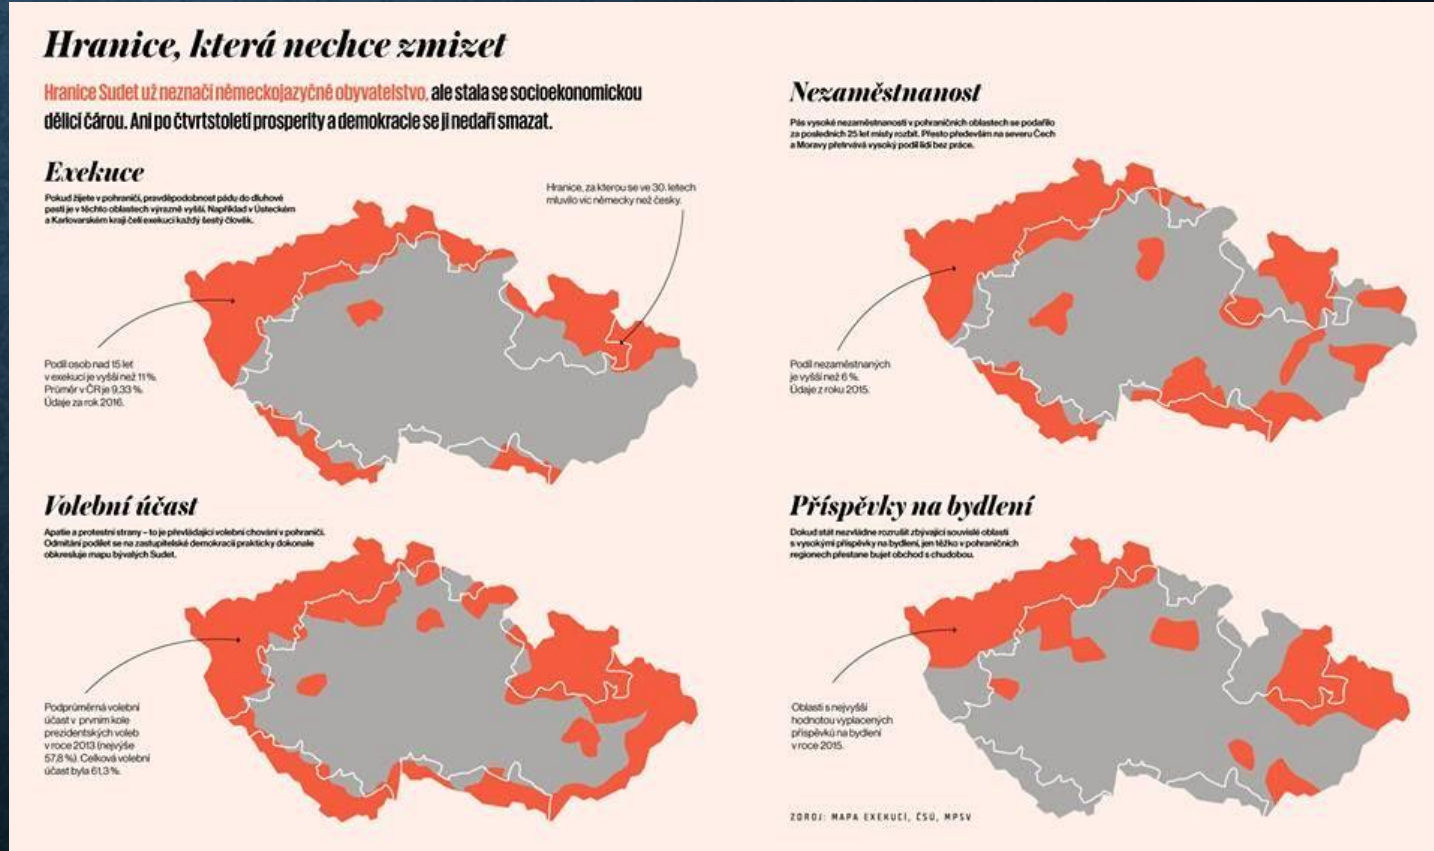 Hranice, která nechce zmizet
Hranice Sudet už neznačí německojazyčné obyvatelstvo, ale stala se socioekonomickou
dělicí čárou. Ani po čtvrtstoletí prosperity a demokracie se ji nedaří smazat.
Exekuce
Pokud žijete v pohraničí, pravděpodobnost pádu do dluhové
pasti je v těchto oblastech výrazně vyšší. Například v Ústeckém
a Karlovarském kraji čelí exekuci každý šestý člověk.
Hranice, za kterou se ve 30. letech
mluvilo víc německy než česky.
Podíl osob nad 15 let
v exekuci je vyšší než 11 %.
Průměr v ČR je 9,33 %.
Údaje za rok 2016.
Nezaměstnanost
Pás vysoké nezaměstnanosti v pohraničních oblastech se podařilo
za posledních 25 let místy rozbít. Přesto především na severu Čech
a Moravy přetrvává vysoký podíl lidí bez práce.
Podíl nezaměstnaných
je vyšší než 6 %.
Údaje z roku 2015.
Volební účast
Apatie a protestní strany – to je převládající volební chování v pohraničí.
Odmítání podílet se na zastupitelské demokracii prakticky dokonale
obkresluje mapu bývalých Sudet.
Podprůměrná volební
účast v prvním kole
prezidentských voleb
v roce 2013 (nejvýše
57,8 %). Celková volební
účast byla 61,3 %.
Příspěvky na bydlení
Dokud stát nezvládne rozrušit zbývající souvislé oblasti
s vysokými příspěvky na bydlení, jen těžko v pohraničních
regionech přestane bujet obchod s chudobou.
Oblasti s nejvyšší
hodnotou vyplacených
příspěvků na bydlení
v roce 2015.
ZDROJ: MAPA EXEKUCÍ, ČSÚ, MPSV